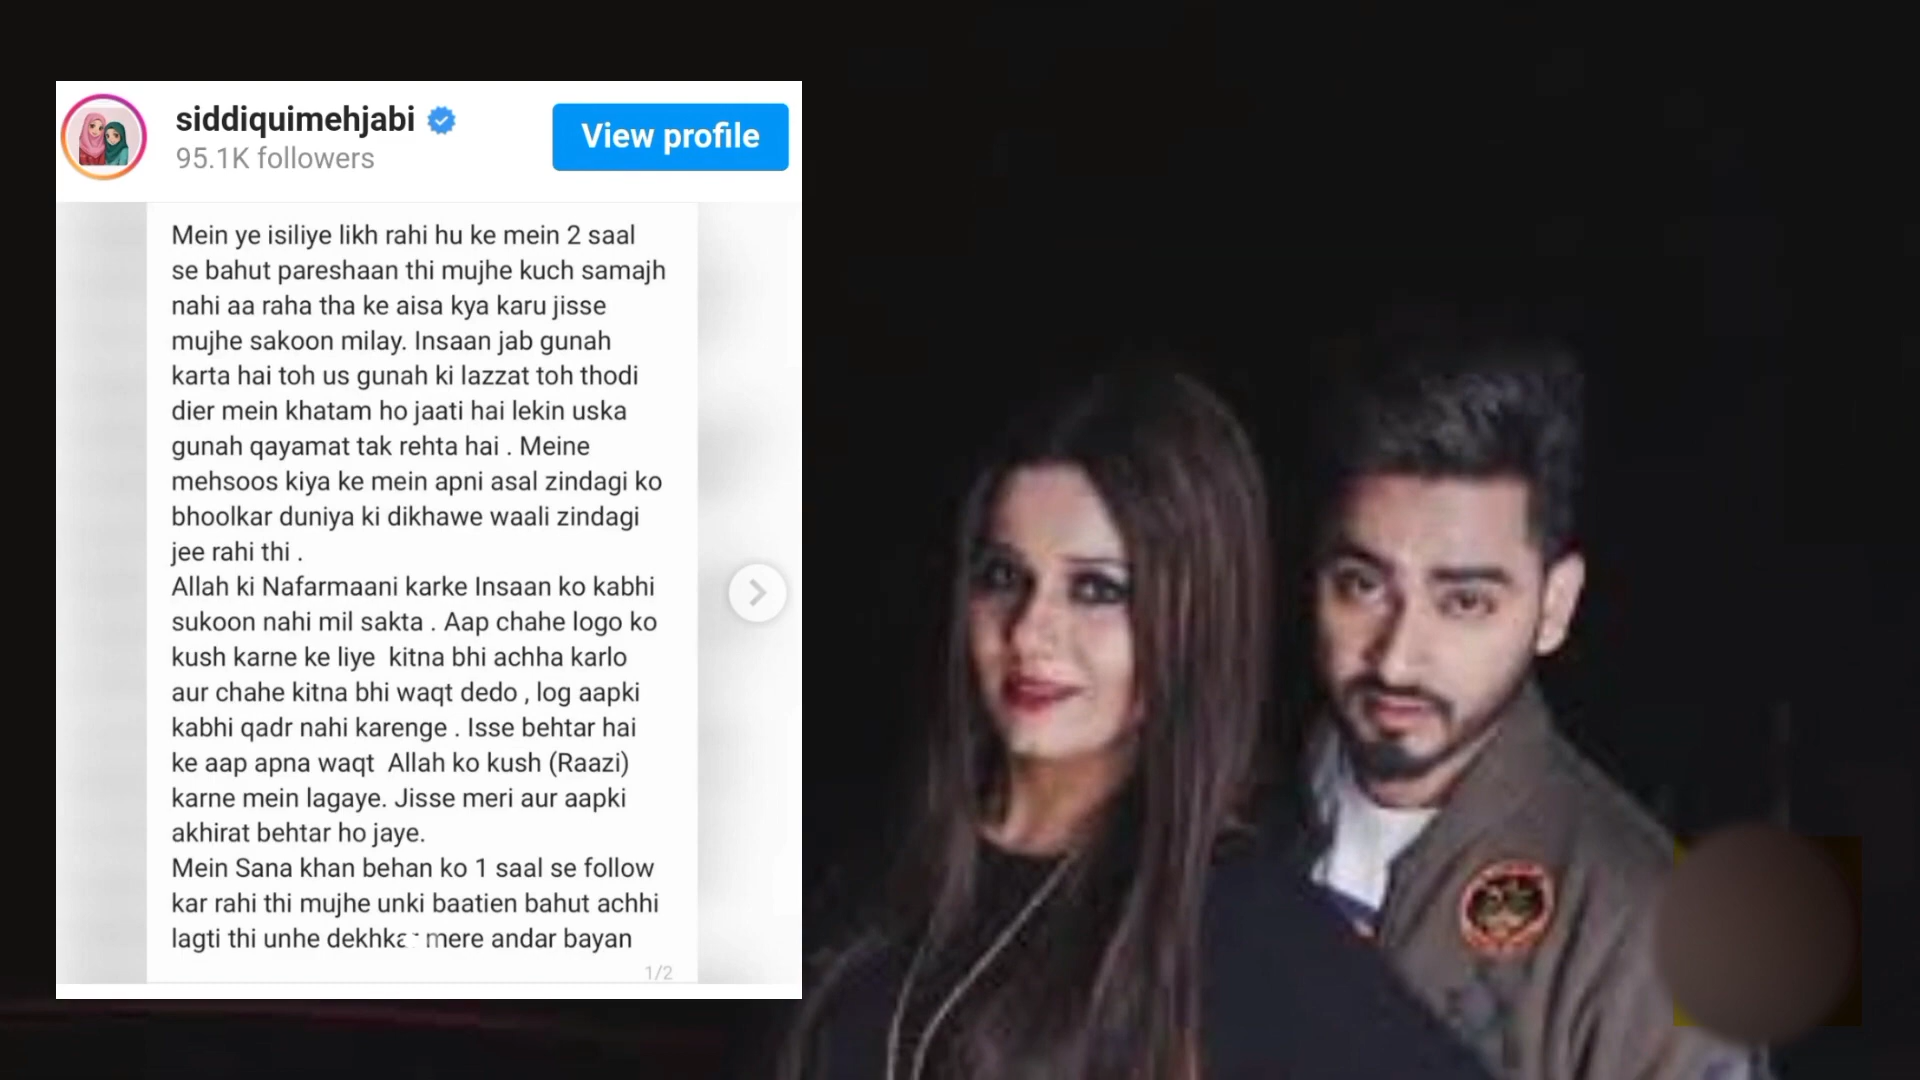 siddiquimehjabi
95.1K followers
View profile
Mein ye isiliye likh rahi hu ke mein 2 saal
se bahut pareshaan thi mujhe kuch samajh
nahi aa raha tha ke aisa kya karu jisse
mujhe sakoon milay. Insaan jab gunah
karta hai toh us gunah ki lazzat toh thodi
dier mein khatam ho jaati hai lekin uska
gunah qayamat tak rehta hai . Meine
mehsoos kiya ke mein apni asal zindagi ko
bhoolkar duniya ki dikhawe waali zindagi
jee rahi thi .
Allah ki Nafarmaani karke Insaan ko kabhi
sukoon nahi mil sakta . Aap chahe logo ko
kush karne ke liye  kitna bhi achha karlo
aur chahe kitna bhi waqt dedo , log aapki
kabhi qadr nahi karenge . Isse behtar hai
ke aap apna waqt  Allah ko kush (Raazi)
karne mein lagaye. Jisse meri aur aapki
akhirat behtar ho jaye.
Mein Sana khan behan ko 1 saal se follow
kar rahi thi mujhe unki baatien bahut achhi
lagti thi unhe dekhkar mere andar bayan
1/2